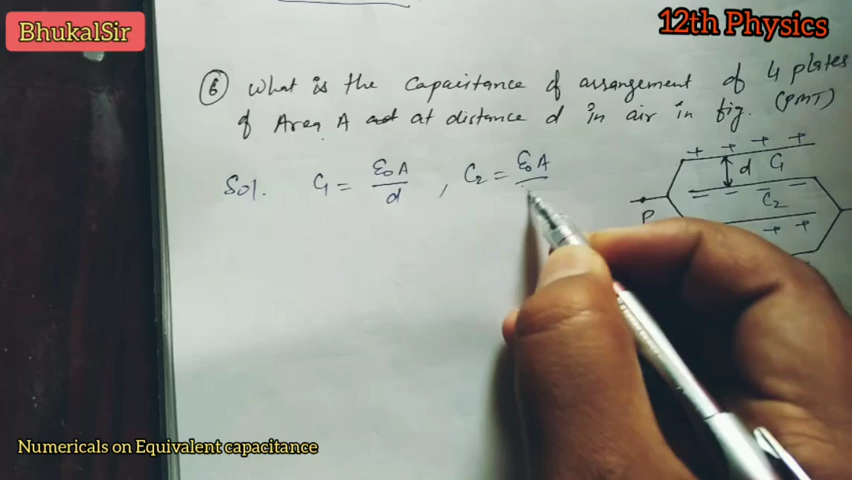 BhukalSir
12th Physics
(6) What is the Capacitance of arrangement of 4 plates
of Area A at distance d in air in fig. (PMT)
Sol. C1 = ε0A/d , C2 = ε0A
+ + + +
d C1
- - - - -
C2
P
+ +
Numericals on Equivalent capacitance